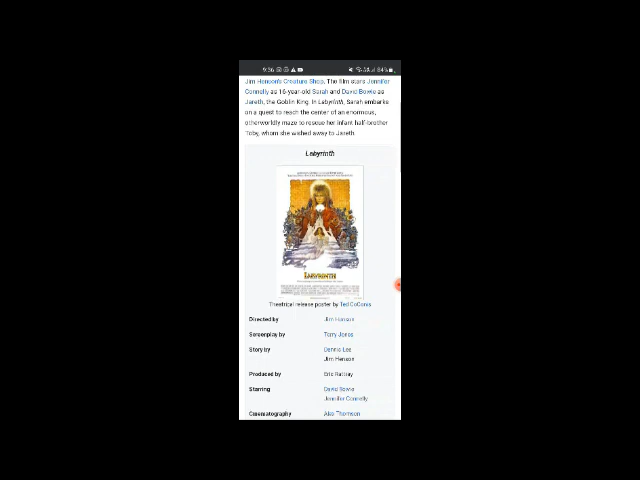 9:36
84%
Jim Henson's Creature Shop. The film stars Jennifer
Connelly as 16-year-old Sarah and David Bowie as
Jareth, the Goblin King. In Labyrinth, Sarah embarks
on a quest to reach the center of an enormous,
otherworldly maze to rescue her infant half-brother
Toby, whom she wished away to Jareth.
Labyrinth
LABYRINTH
Theatrical release poster by Ted CoConis
Directed by Jim Henson
Screenplay by Terry Jones
Story by Dennis Lee
Jim Henson
Produced by Eric Rattray
Starring David Bowie
Jennifer Connelly
Cinematography Alex Thomson